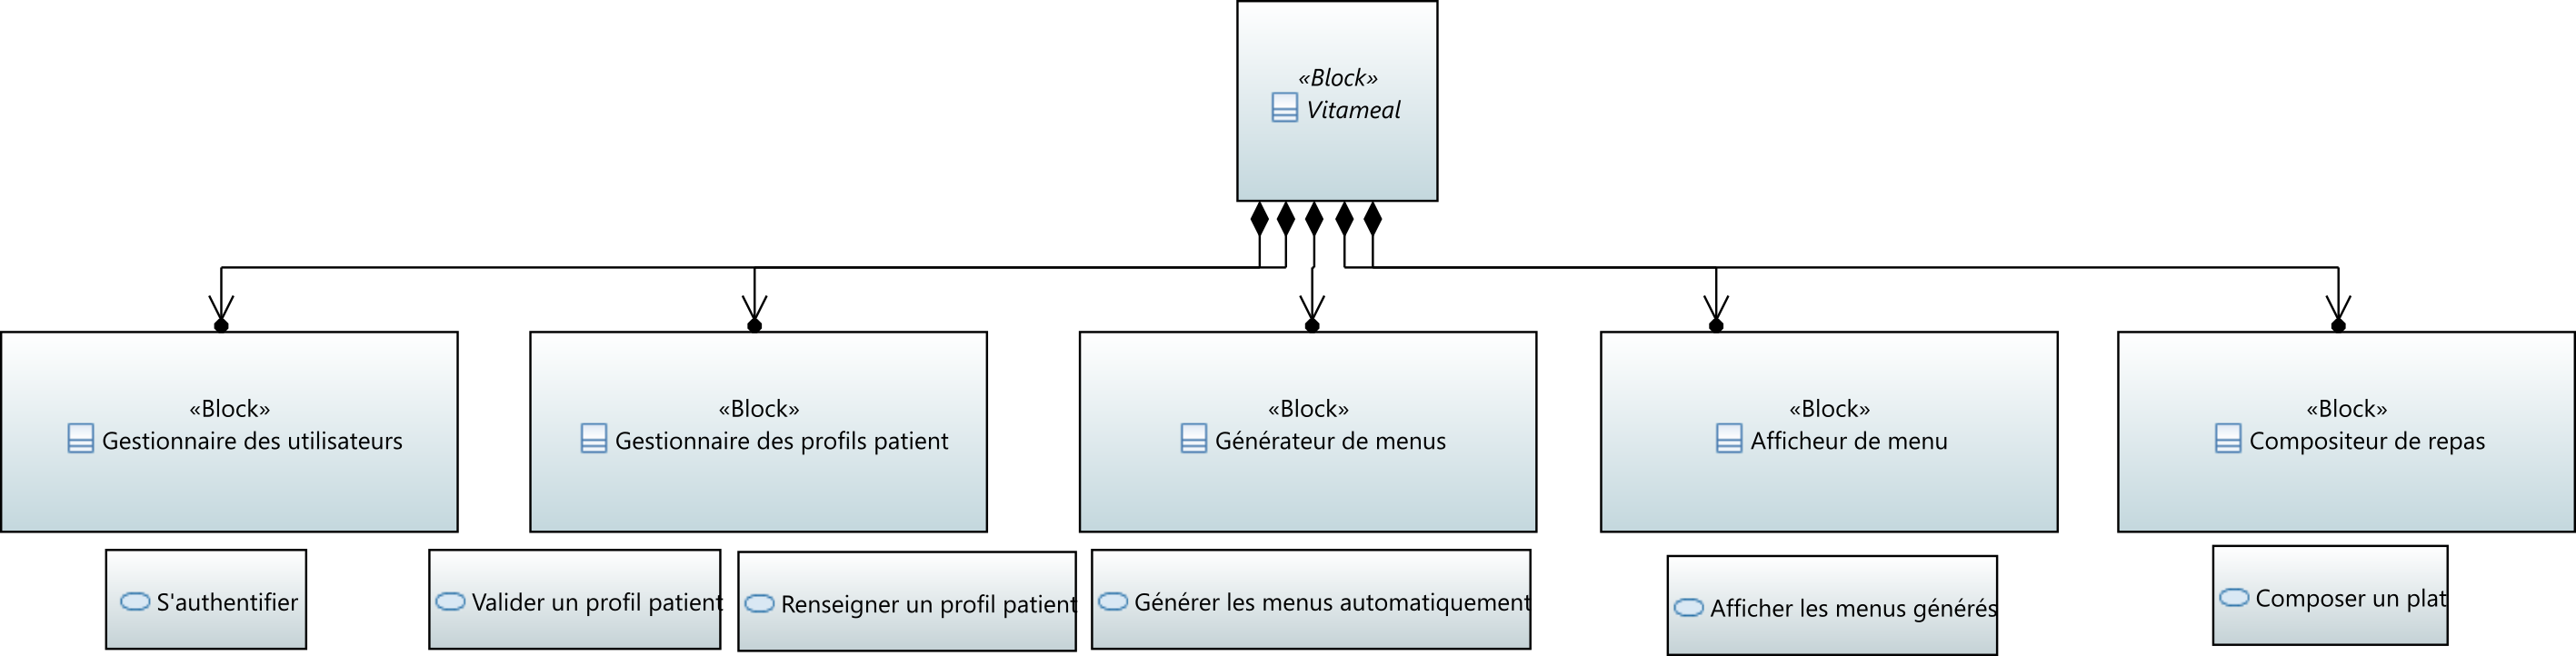 «Block»
Vitameal
«Block»
Gestionnaire des utilisateurs
«Block»
Gestionnaire des profils patient
«Block»
Générateur de menus
«Block»
Afficheur de menu
«Block»
Compositeur de repas
S'authentifier
Valider un profil patient
Renseigner un profil patient
Générer les menus automatiquement
Afficher les menus générés
Composer un plat